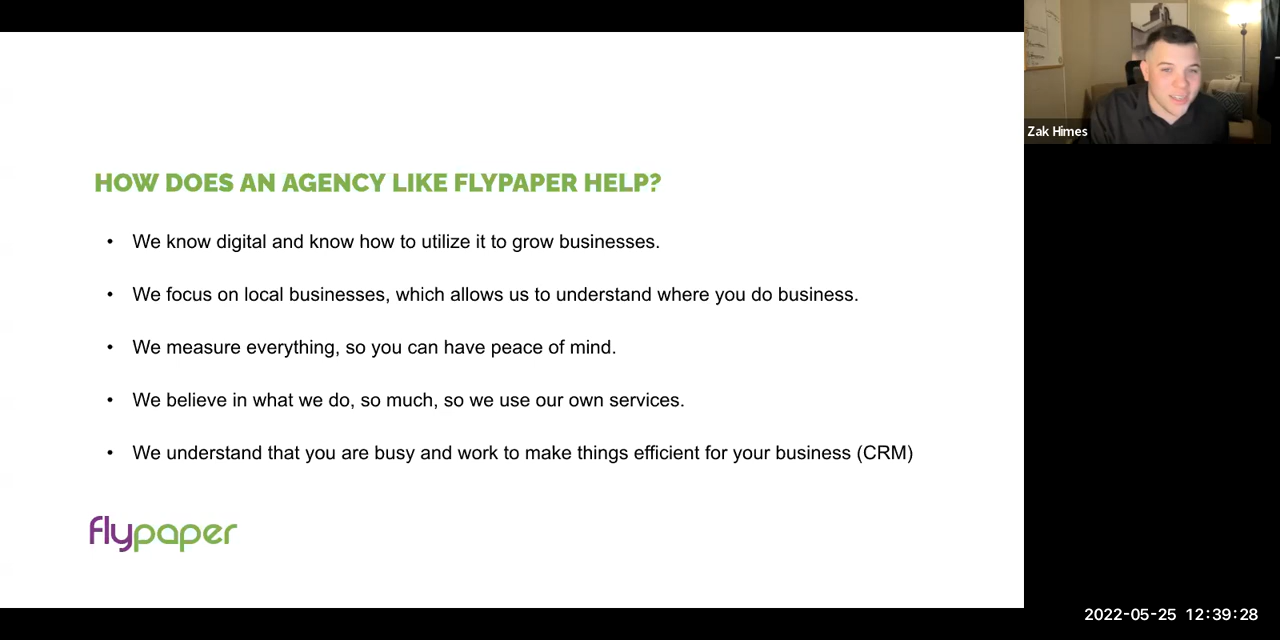 HOW DOES AN AGENCY LIKE FLYPAPER HELP?
• We know digital and know how to utilize it to grow businesses.
• We focus on local businesses, which allows us to understand where you do business.
• We measure everything, so you can have peace of mind.
• We believe in what we do, so much, so we use our own services.
• We understand that you are busy and work to make things efficient for your business (CRM)
flypaper
Zak Himes
2022-05-25 12:39:28